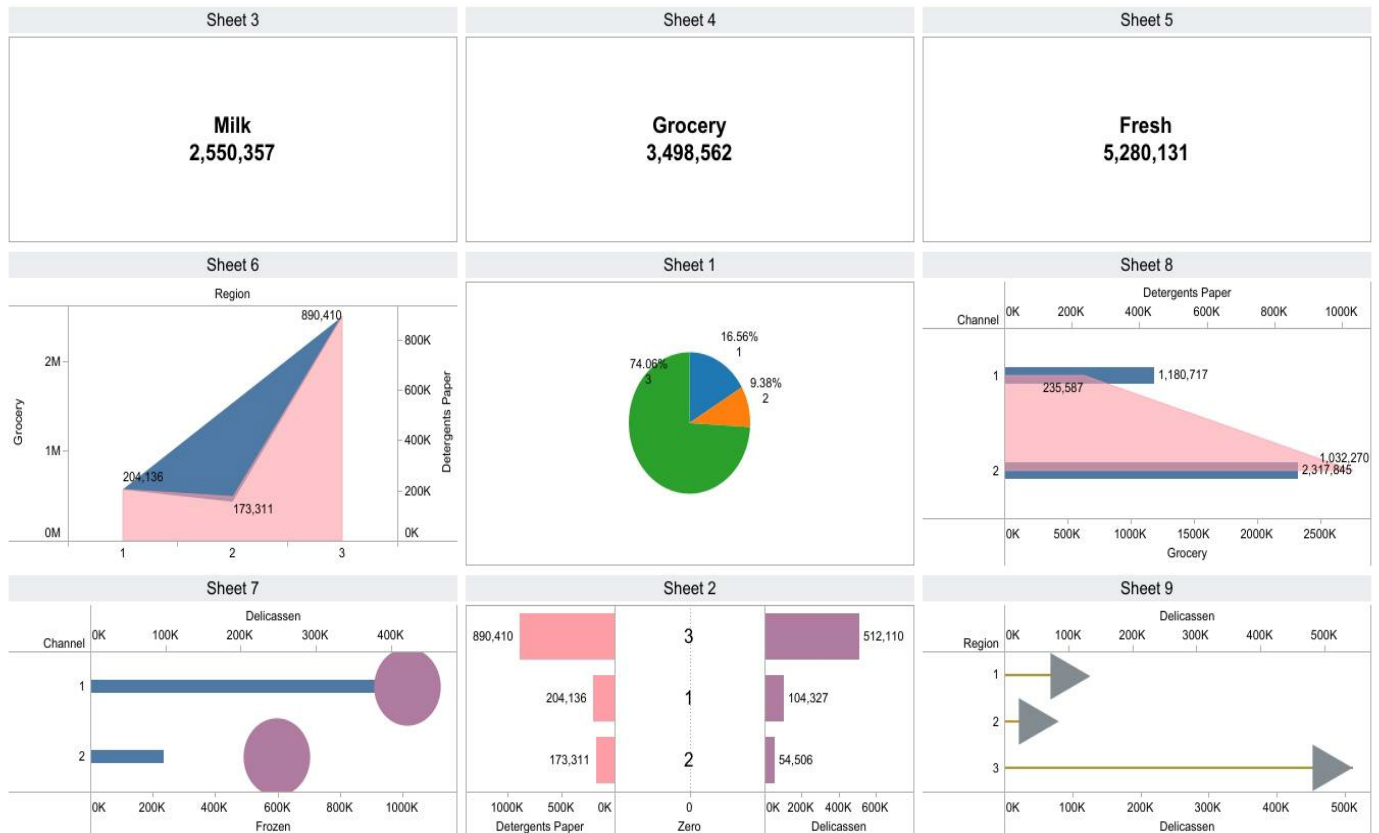 Sheet 3
Sheet 4
Sheet 5
Milk
2,550,357
Grocery
3,498,562
Fresh
5,280,131
Sheet 6
Region
890,410
204,136
173,311
2M
1M
0M
Grocery
800K
600K
400K
200K
0K
Detergents Paper
1 2 3
Sheet 1
16.56%
1
74.06%
3
9.38%
2
Sheet 8
Detergents Paper
Channel
0K 200K 400K 600K 800K 1000K
1
1,180,717
235,587
1,032,270
2
2,317,845
0K 500K 1000K 1500K 2000K 2500K
Grocery
Sheet 7
Delicassen
Channel
0K 100K 200K 300K 400K
1
2
0K 200K 400K 600K 800K 1000K
Frozen
Sheet 2
890,410 3 512,110
204,136 1 104,327
173,311 2 54,506
1000K 500K 0K 0 0K 200K 400K 600K
Detergents Paper Zero Delicassen
Sheet 9
Delicassen
Region
0K 100K 200K 300K 400K 500K
1
2
3
0K 100K 200K 300K 400K 500K
Delicassen